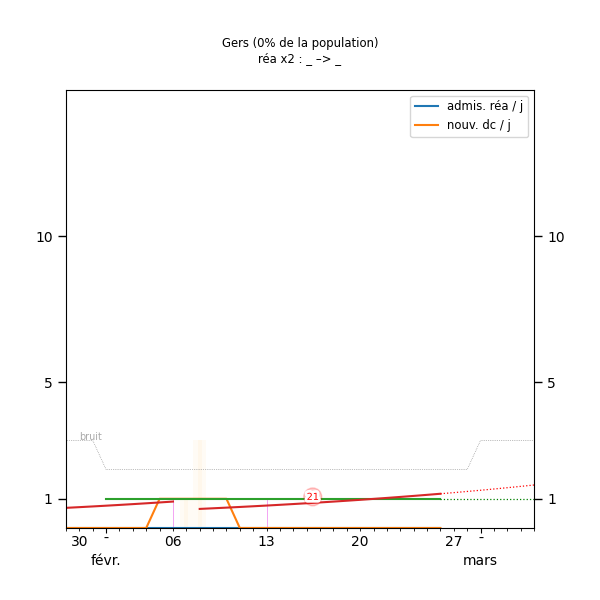 Gers (0% de la population)
réa x2 : _ –> _
admis. réa / j
nouv. dc / j
10 10
5 5
bruit
21
1 1
30 - 06 13 20 27 -
févr. mars